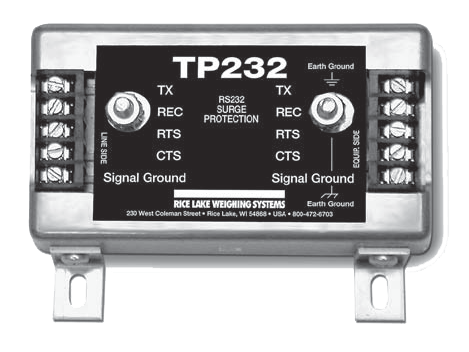 TP232
Earth Ground
TX
REC
RTS
CTS
Signal Ground
LINE SIDE
RS232
SURGE
PROTECTION
TX
REC
RTS
CTS
Signal Ground
EQUIP. SIDE
Earth Ground
RICE LAKE WEIGHING SYSTEMS
230 West Coleman Street • Rice Lake, WI 54868 • USA • 800-472-6703